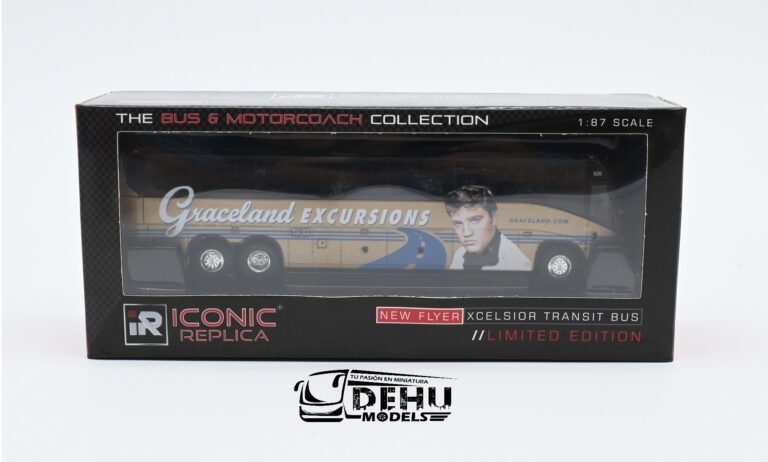 THE BUS & MOTORCOACH COLLECTION
1:87 SCALE
Graceland EXCURSIONS
GRACELAND.COM
iR ICONIC®
REPLICA
NEW FLYER XCELSIOR TRANSIT BUS
//LIMITED EDITION
TU PASIÓN EN MINIATURA
DEHU
MODELS